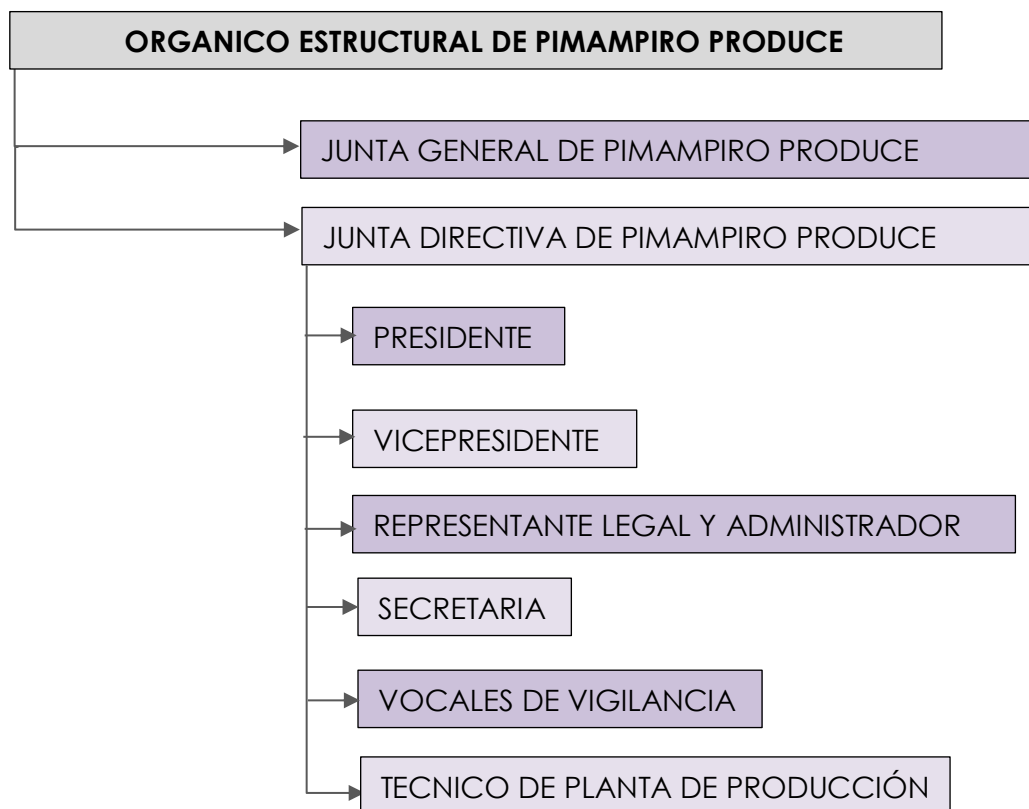 ORGANICO ESTRUCTURAL DE PIMAMPIRO PRODUCE
JUNTA GENERAL DE PIMAMPIRO PRODUCE
JUNTA DIRECTIVA DE PIMAMPIRO PRODUCE
PRESIDENTE
VICEPRESIDENTE
REPRESENTANTE LEGAL Y ADMINISTRADOR
SECRETARIA
VOCALES DE VIGILANCIA
TECNICO DE PLANTA DE PRODUCCIÓN